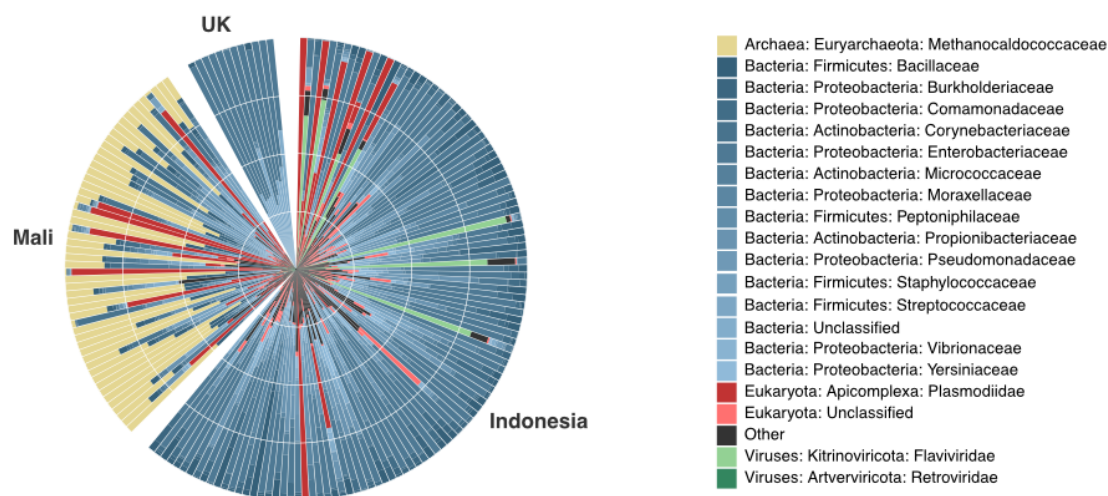 UK
Mali
Indonesia
Archaea: Euryarchaeota: Methanocaldococcaceae
Bacteria: Firmicutes: Bacillaceae
Bacteria: Proteobacteria: Burkholderiaceae
Bacteria: Proteobacteria: Comamonadaceae
Bacteria: Actinobacteria: Corynebacteriaceae
Bacteria: Proteobacteria: Enterobacteriaceae
Bacteria: Actinobacteria: Micrococcaceae
Bacteria: Proteobacteria: Moraxellaceae
Bacteria: Firmicutes: Peptoniphilaceae
Bacteria: Actinobacteria: Propionibacteriaceae
Bacteria: Proteobacteria: Pseudomonadaceae
Bacteria: Firmicutes: Staphylococcaceae
Bacteria: Firmicutes: Streptococcaceae
Bacteria: Unclassified
Bacteria: Proteobacteria: Vibrionaceae
Bacteria: Proteobacteria: Yersiniaceae
Eukaryota: Apicomplexa: Plasmodiidae
Eukaryota: Unclassified
Other
Viruses: Kitrinoviricota: Flaviviridae
Viruses: Artverviricota: Retroviridae